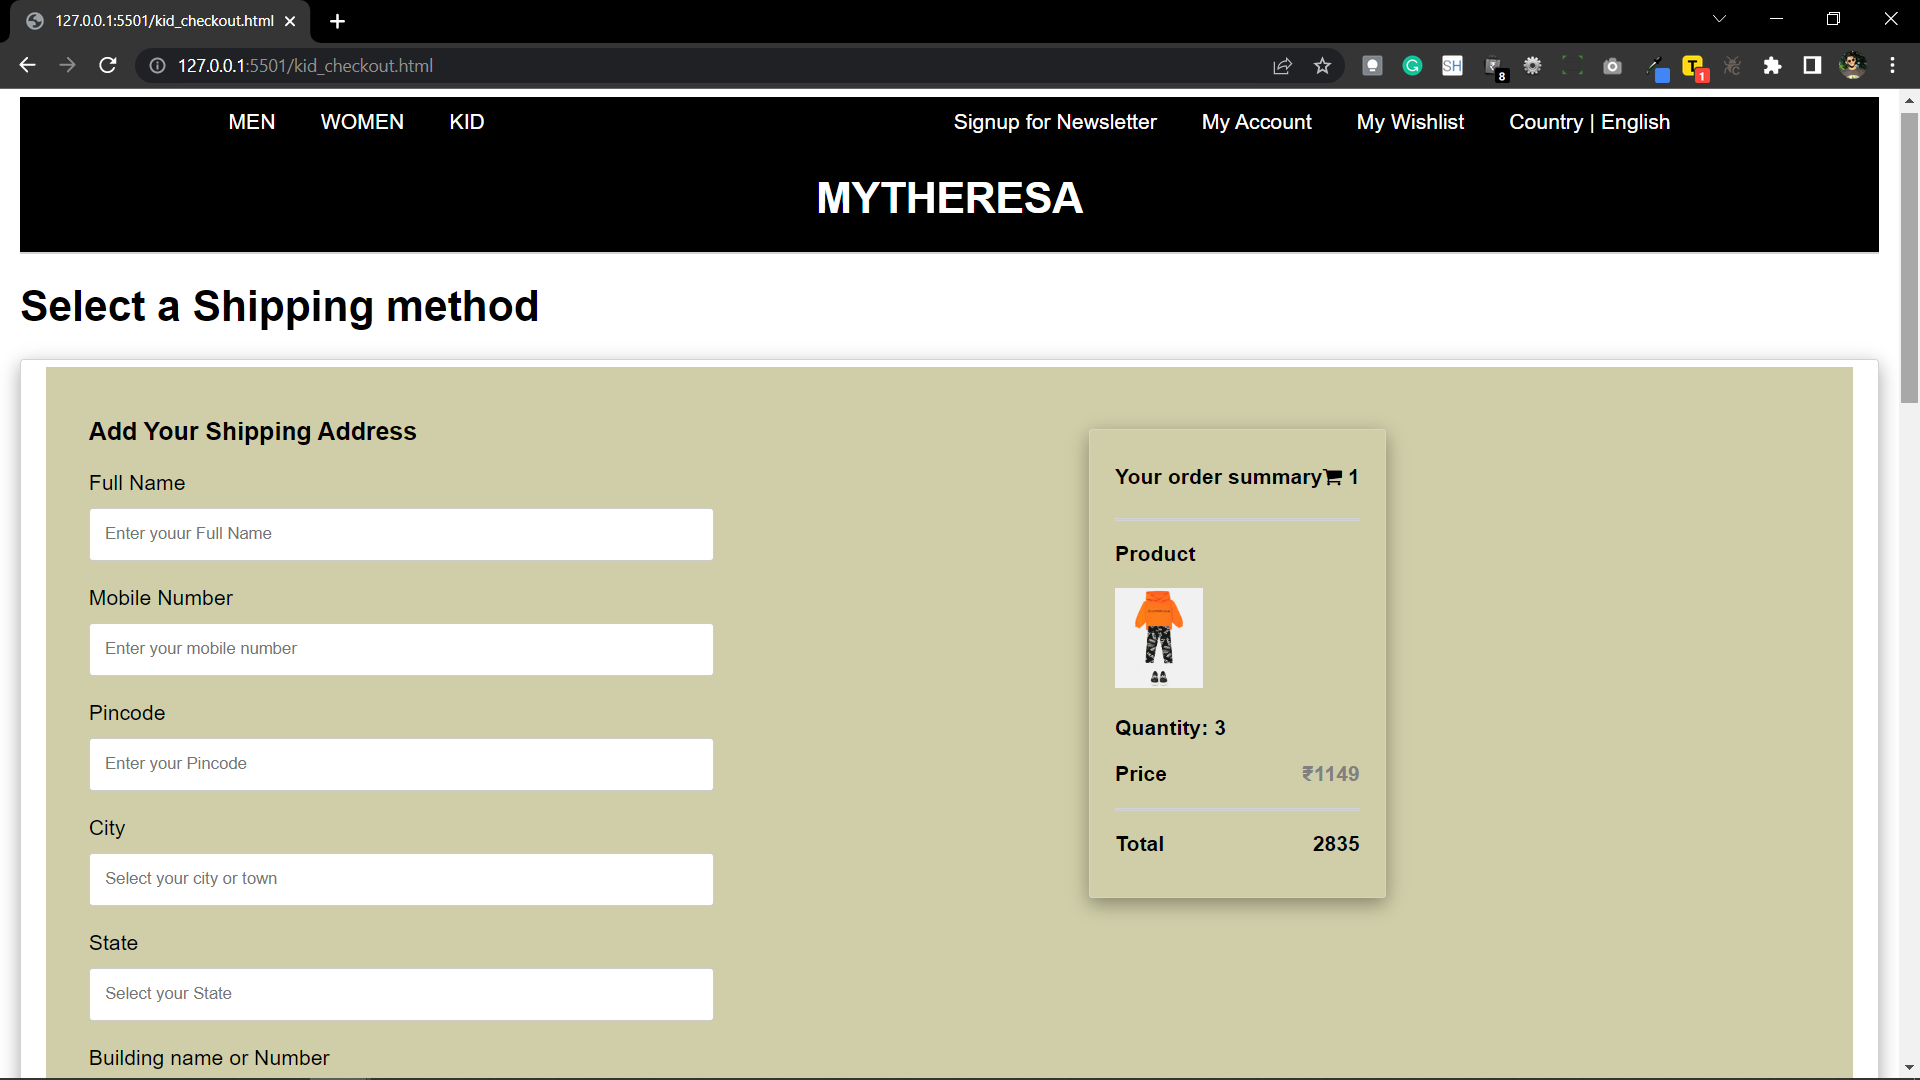 127.0.0.1:5501/kid_checkout.html
127.0.0.1:5501/kid_checkout.html
SH
8
T
1
MEN WOMEN KID Signup for Newsletter My Account My Wishlist Country | English
MYTHERESA
Select a Shipping method
Add Your Shipping Address
Full Name
Enter youur Full Name
Mobile Number
Enter your mobile number
Pincode
Enter your Pincode
City
Select your city or town
State
Select your State
Building name or Number
Your order summary 1
Product
Quantity: 3
Price ₹1149
Total 2835